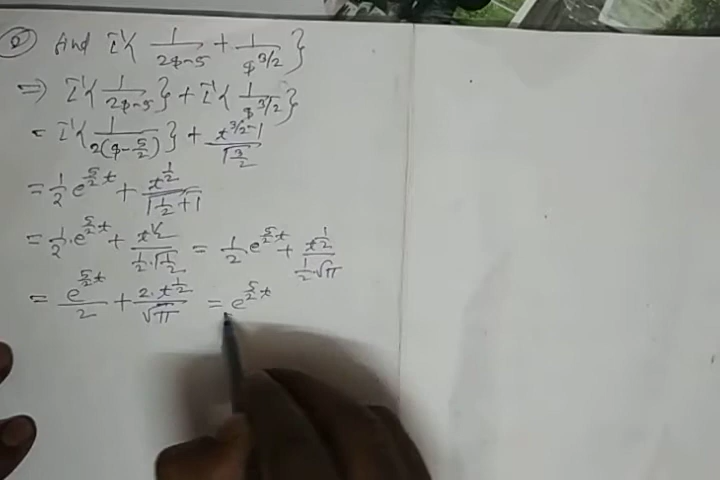 Q) find L⁻¹{ 1/(2s-5) + 1/s^(3/2) }
⇒ L⁻¹{ 1/(2s-5) } + L⁻¹{ 1/s^(3/2) }
= L⁻¹{ 1/(2(s-5/2)) } + t^(3/2-1)/Γ(3/2)
= 1/2 e^(5/2 t) + t^(1/2)/Γ(1/2+1)
= 1/2 · e^(5/2 t) + t^(1/2)/(1/2 · Γ(1/2)) = 1/2 · e^(5/2 t) + t^(1/2)/(1/2 · √π)
= e^(5/2 t)/2 + 2 · t^(1/2)/√π = e^(5/2 t)